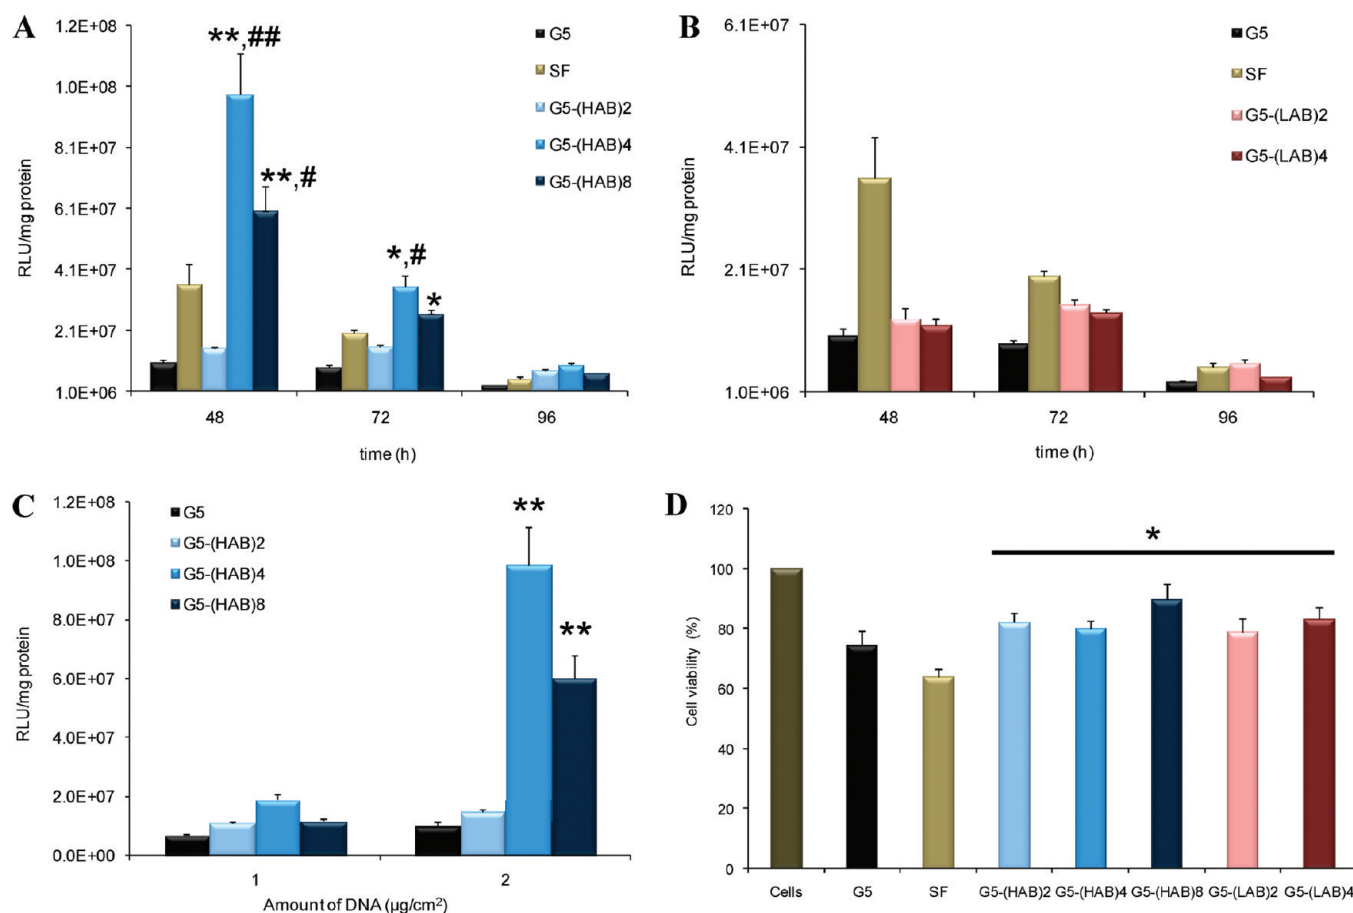 A
1.2E+08
1.0E+08
8.1E+07
6.1E+07
4.1E+07
2.1E+07
1.0E+06
RLU/mg protein
**,##
**,#
*,#
*
G5
SF
G5-(HAB)2
G5-(HAB)4
G5-(HAB)8
48
72
96
time (h)
B
6.1E+07
4.1E+07
2.1E+07
1.0E+06
RLU/mg protein
G5
SF
G5-(LAB)2
G5-(LAB)4
48
72
96
time (h)
C
1.2E+08
1.0E+08
8.0E+07
6.0E+07
4.0E+07
2.0E+07
0.0E+00
RLU/mg protein
G5
G5-(HAB)2
G5-(HAB)4
G5-(HAB)8
**
**
1
2
Amount of DNA (µg/cm²)
D
120
100
80
60
40
20
0
Cell viability (%)
*
Cells
G5
SF
G5-(HAB)2
G5-(HAB)4
G5-(HAB)8
G5-(LAB)2
G5-(LAB)4